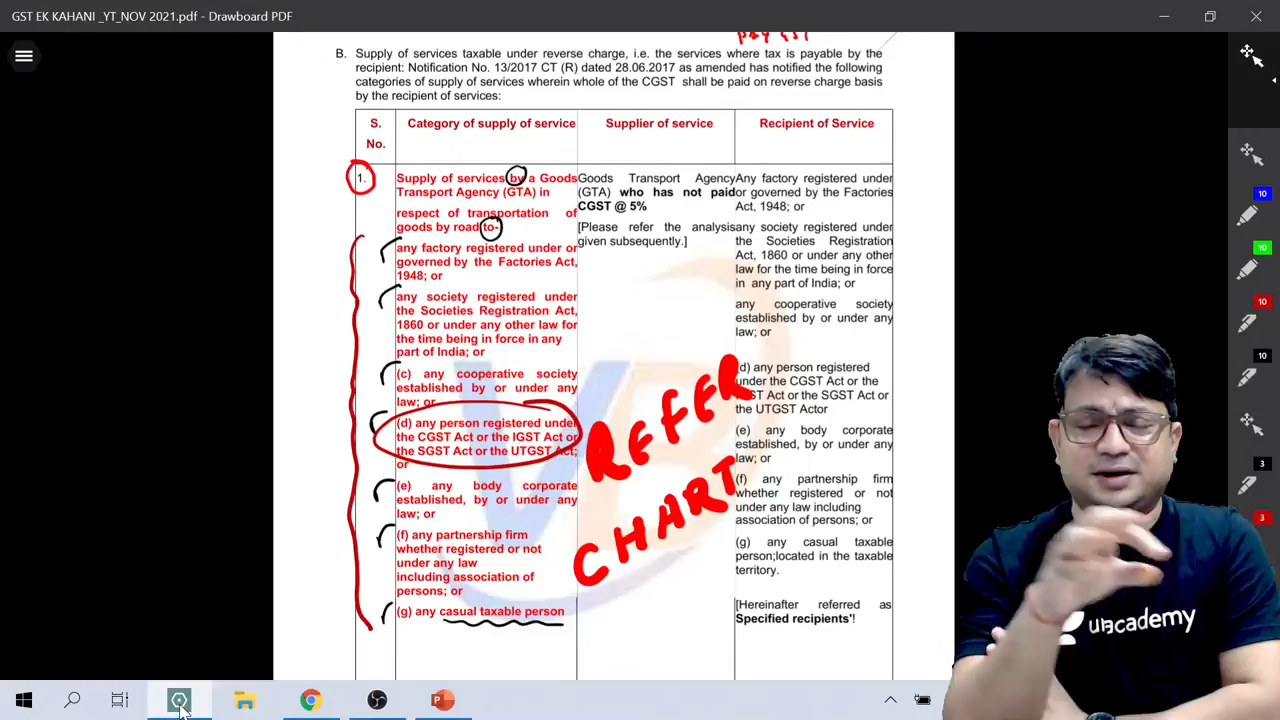 GST EK KAHANI _YT_NOV 2021.pdf - Drawboard PDF
B. Supply of services taxable under reverse charge, i.e. the services where tax is payable by the
recipient: Notification No. 13/2017 CT (R) dated 28.06.2017 as amended has notified the following
categories of supply of services wherein whole of the CGST shall be paid on reverse charge basis
by the recipient of services:
S.
No.
Category of supply of service
Supplier of service
Recipient of Service
1.
Supply of services by a Goods
Transport Agency (GTA) in
respect of transportation of
goods by road to-
any factory registered under or
governed by the Factories Act,
1948; or
any society registered under
the Societies Registration Act,
1860 or under any other law for
the time being in force in any
part of India; or
(c) any cooperative society
established by or under any
law; or
(d) any person registered under
the CGST Act or the IGST Act or
the SGST Act or the UTGST Act;
or
(e) any body corporate
established, by or under any
law; or
(f) any partnership firm
whether registered or not
under any law
including association of
persons; or
(g) any casual taxable person
Goods Transport Agency
(GTA) who has not paid
CGST @ 5%
[Please refer the analysis
given subsequently.]
REFER
CHART
Any factory registered under
or governed by the Factories
Act, 1948; or
any society registered under
the Societies Registration
Act, 1860 or under any other
law for the time being in force
in any part of India; or
any cooperative society
established by or under any
law; or
(d) any person registered
under the CGST Act or the
IGST Act or the SGST Act or
the UTGST Actor
(e) any body corporate
established, by or under any
law; or
(f) any partnership firm
whether registered or not
under any law including
association of persons; or
(g) any casual taxable
person;located in the taxable
territory.
[Hereinafter referred as
Specified recipients'!
unacademy
10
10
10
10
3
3